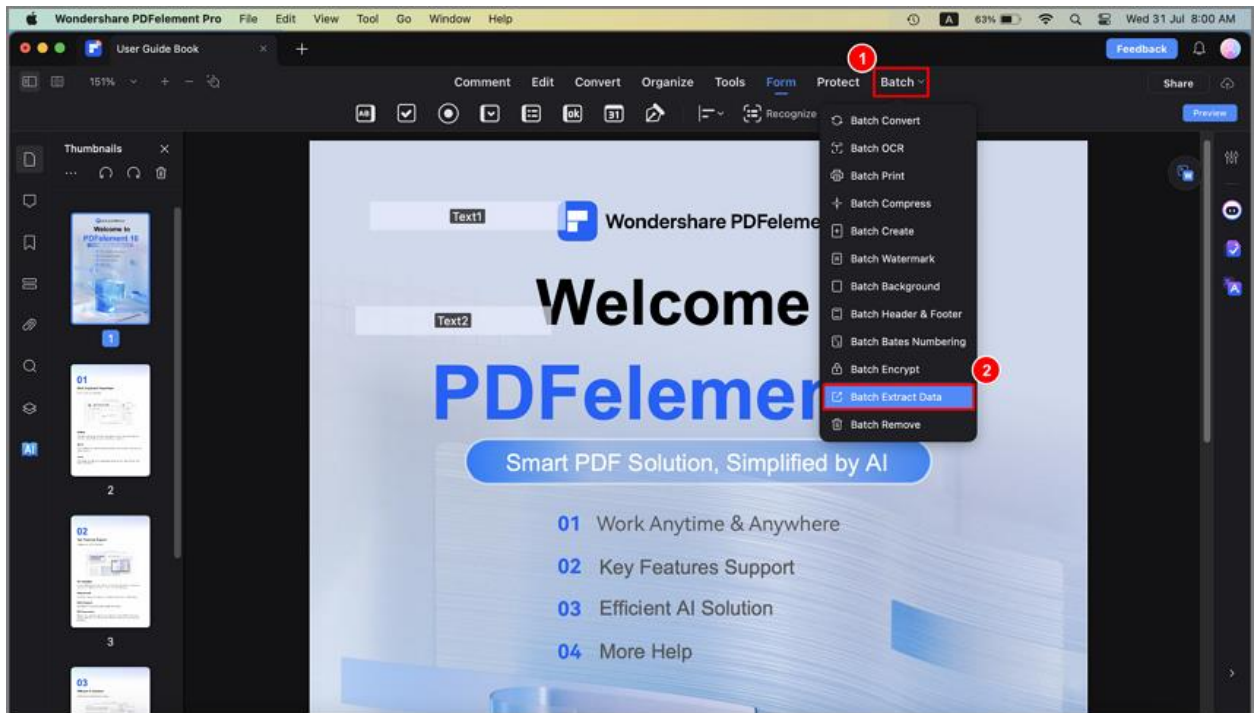 Wondershare PDFelement Pro File Edit View Tool Go Window Help A 63% Wed 31 Jul 8:00 AM
User Guide Book × + Feedback
1
151% + − Comment Edit Convert Organize Tools Form Protect Batch Share
Recognize Preview
Batch Convert
Batch OCR
Batch Print
Batch Compress
Batch Create
Batch Watermark
Batch Background
Batch Header & Footer
Batch Bates Numbering
Batch Encrypt
2
Batch Extract Data
Batch Remove
Thumbnails ×
Welcome to
PDFelement 10
1
01
2
02
3
03
AI
Text1
Wondershare PDFeleme
Text2
Welcome
PDFelemen
Smart PDF Solution, Simplified by AI
01 Work Anytime & Anywhere
02 Key Features Support
03 Efficient AI Solution
04 More Help